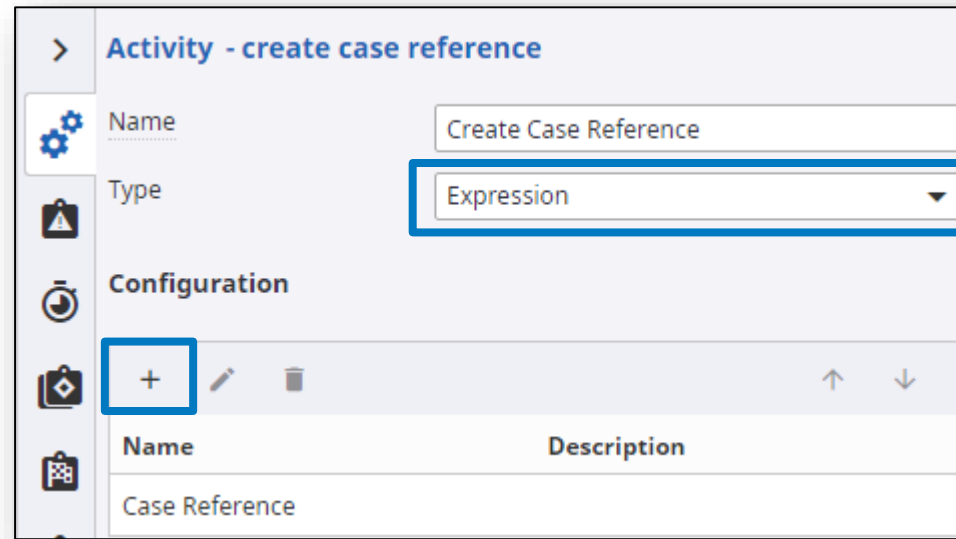 Activity - create case reference
Name
Create Case Reference
Type
Expression
Configuration
Name Description
Case Reference